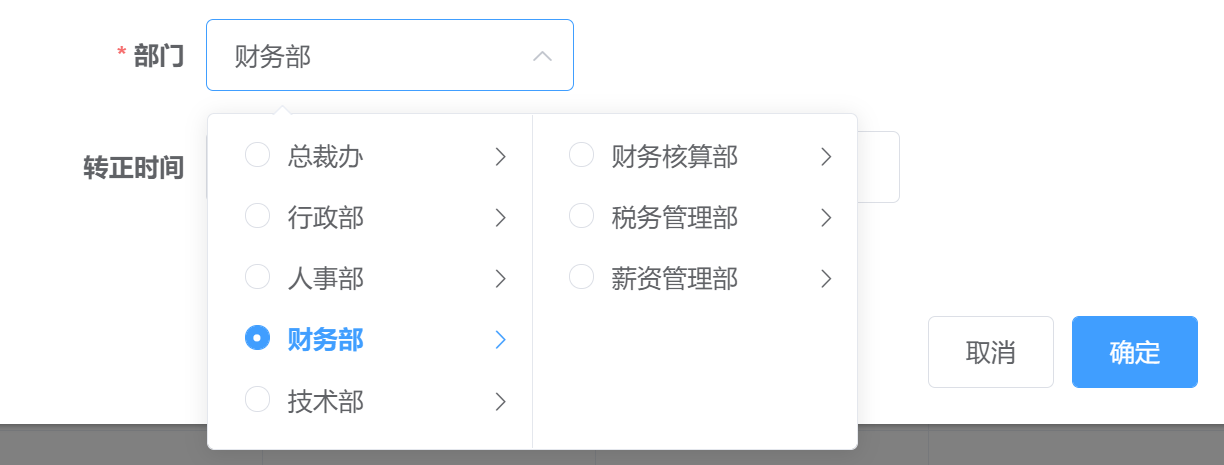 * 部门
财务部
转正时间
总裁办
行政部
人事部
财务部
技术部
财务核算部
税务管理部
薪资管理部
取消
确定